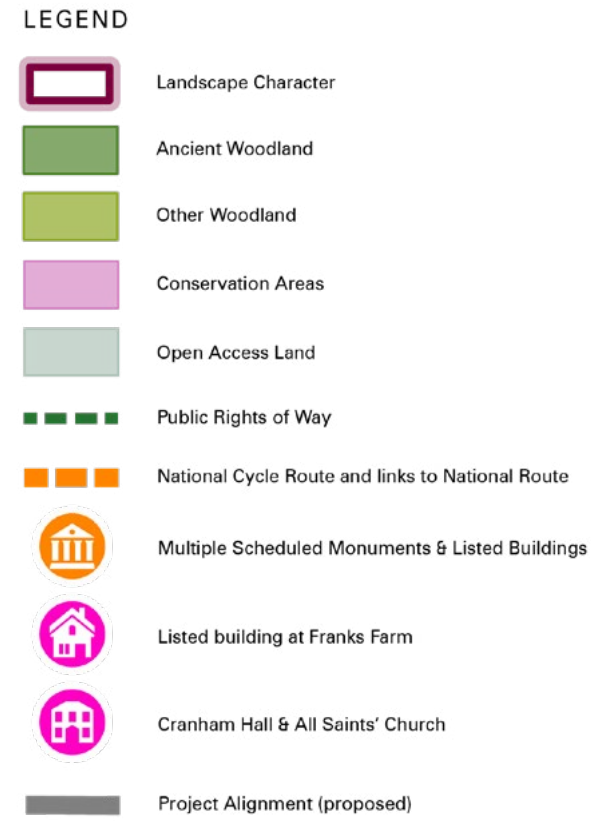 LEGEND
Landscape Character
Ancient Woodland
Other Woodland
Conservation Areas
Open Access Land
Public Rights of Way
National Cycle Route and links to National Route
Multiple Scheduled Monuments & Listed Buildings
Listed building at Franks Farm
Cranham Hall & All Saints' Church
Project Alignment (proposed)